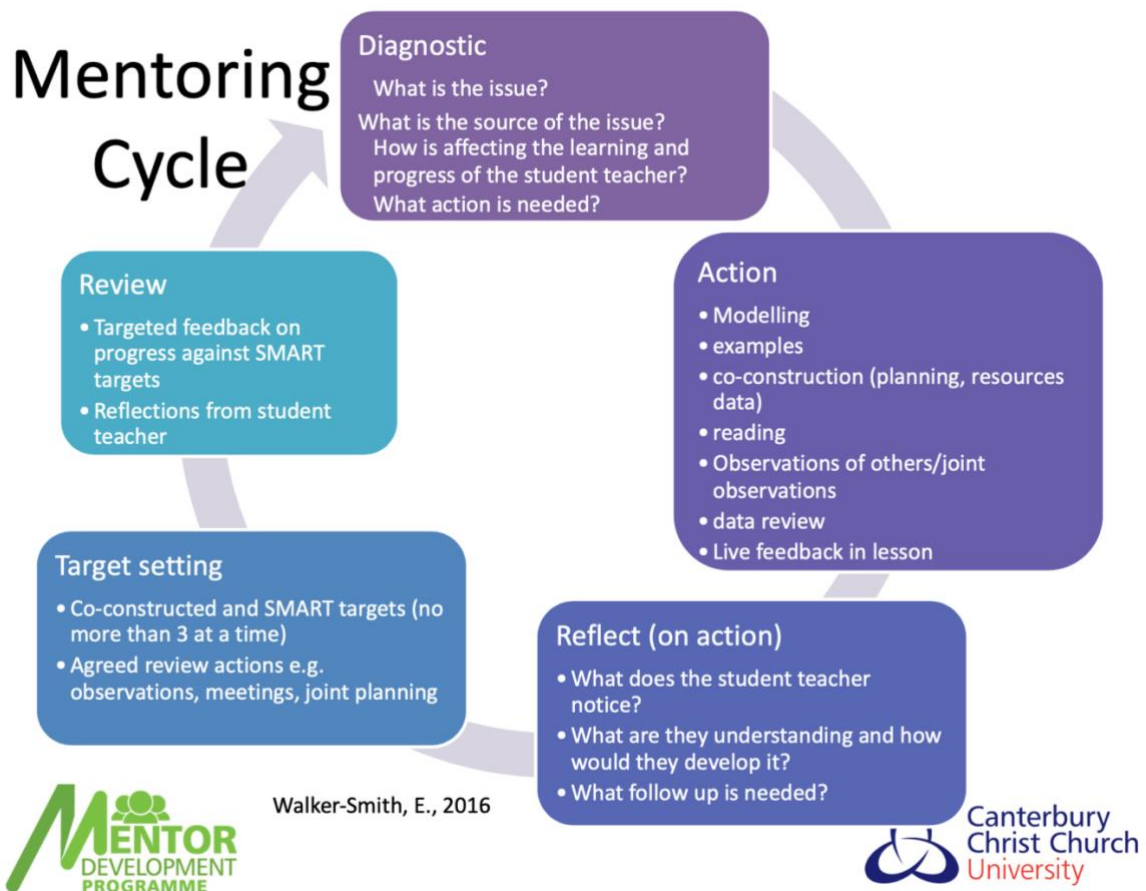 Mentoring
Cycle
Diagnostic
What is the issue?
What is the source of the issue?
How is affecting the learning and
progress of the student teacher?
What action is needed?
Action
• Modelling
• examples
• co-construction (planning, resources
data)
• reading
• Observations of others/joint
observations
• data review
• Live feedback in lesson
Reflect (on action)
• What does the student teacher
notice?
• What are they understanding and how
would they develop it?
• What follow up is needed?
Target setting
• Co-constructed and SMART targets (no
more than 3 at a time)
• Agreed review actions e.g.
observations, meetings, joint planning
Review
• Targeted feedback on
progress against SMART
targets
• Reflections from student
teacher
Walker-Smith, E., 2016
MENTOR
DEVELOPMENT
PROGRAMME
Canterbury
Christ Church
University